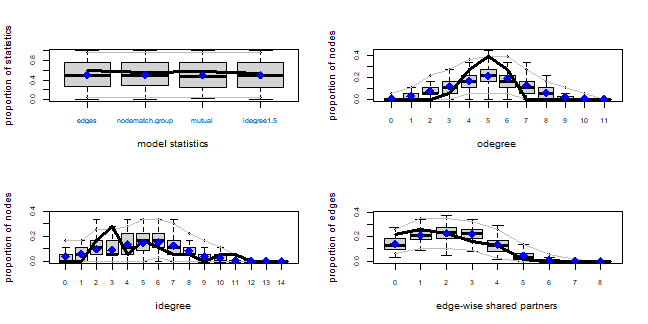 proportion of statistics
0.0 0.4 0.8
edges nodematch.group mutual idegree1.5
model statistics
proportion of nodes
0.0 0.2 0.4
0 1 2 3 4 5 6 7 8 9 10 11
odegree
proportion of nodes
0.0 0.2 0.4
0 1 2 3 4 5 6 7 8 9 10 11 12 13 14
idegree
proportion of edges
0.0 0.2 0.4
0 1 2 3 4 5 6 7 8
edge-wise shared partners